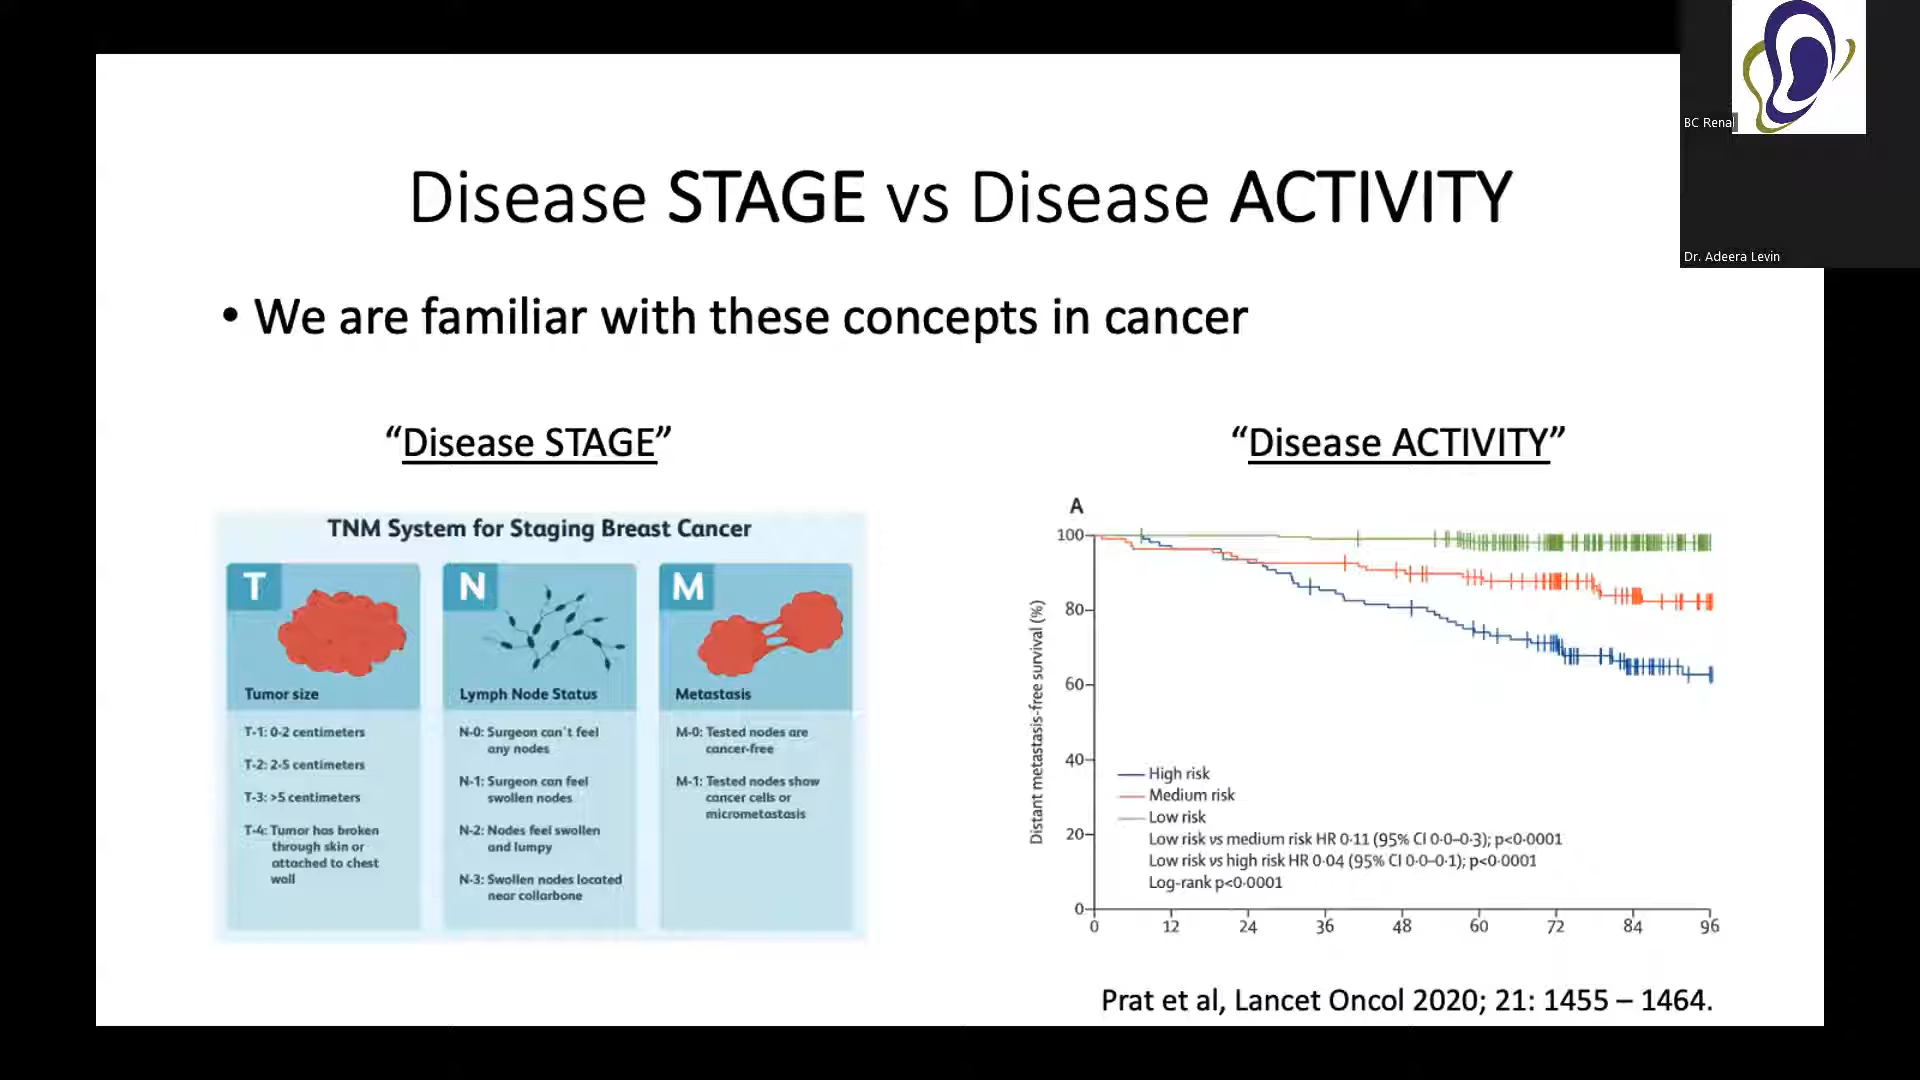 BC Renal
Dr. Adeera Levin
Disease STAGE vs Disease ACTIVITY
• We are familiar with these concepts in cancer
“Disease STAGE”
TNM System for Staging Breast Cancer
T
Tumor size
T-1: 0-2 centimeters
T-2: 2-5 centimeters
T-3: >5 centimeters
T-4: Tumor has broken
through skin or
attached to chest
wall
N
Lymph Node Status
N-0: Surgeon can't feel
any nodes
N-1: Surgeon can feel
swollen nodes
N-2: Nodes feel swollen
and lumpy
N-3: Swollen nodes located
near collarbone
M
Metastasis
M-0: Tested nodes are
cancer-free
M-1: Tested nodes show
cancer cells or
micrometastasis
“Disease ACTIVITY”
A
Distant metastasis-free survival (%)
100
80
60
40
20
0
High risk
Medium risk
Low risk
Low risk vs medium risk HR 0·11 (95% CI 0·0–0·3); p<0·0001
Low risk vs high risk HR 0·04 (95% CI 0·0–0·1); p<0·0001
Log-rank p<0·0001
0 12 24 36 48 60 72 84 96
Prat et al, Lancet Oncol 2020; 21: 1455 – 1464.